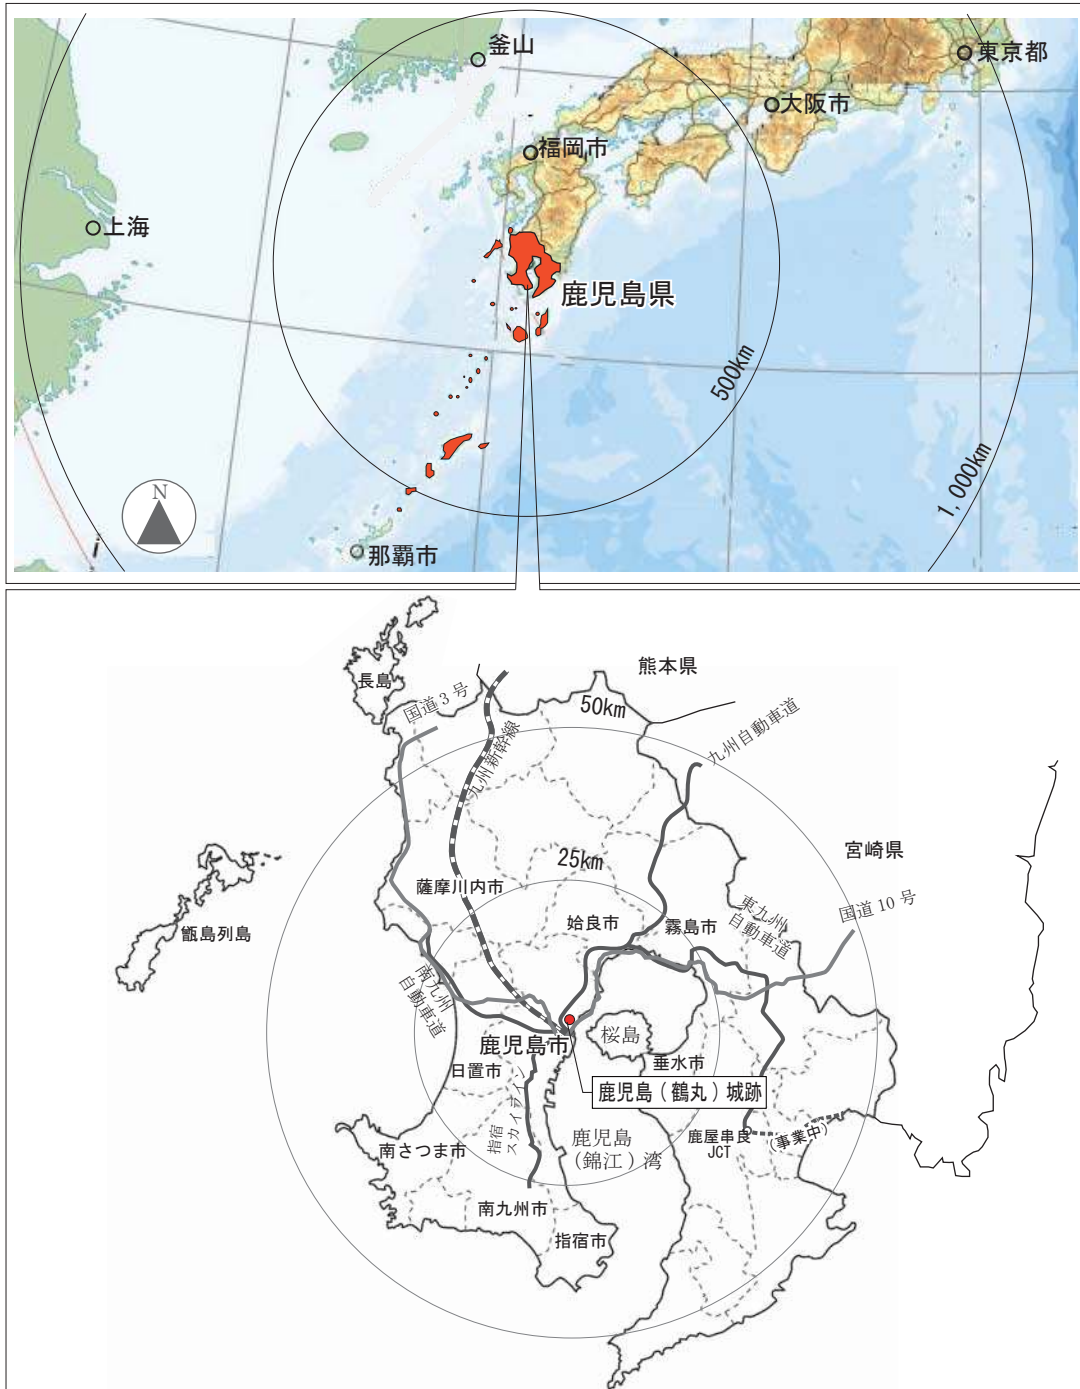 釜山
東京都
大阪市
福岡市
上海
鹿児島県
500km
1,000km
N
那覇市
熊本県
長島
国道3号
50km
九州新幹線
九州自動車道
宮崎県
25km
薩摩川内市
姶良市
霧島市
東九州
自動車道
国道10号
甑島列島
南九州
自動車道
鹿児島市
桜島
日置市
垂水市
鹿児島（鶴丸）城跡
指宿
スカイライン
鹿児島
（錦江）湾
鹿屋串良
JCT
（事業中）
南さつま市
南九州市
指宿市